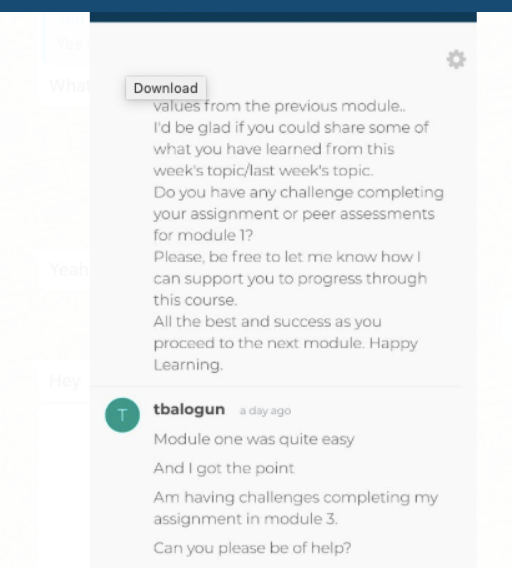 Yes
What
Download
values from the previous module..
I'd be glad if you could share some of
what you have learned from this
week's topic/last week's topic.
Do you have any challenge completing
your assignment or peer assessments
for module 1?
Please, be free to let me know how I
can support you to progress through
this course.
All the best and success as you
proceed to the next module. Happy
Learning.
Yeah
Hey
T
tbalogun a day ago
Module one was quite easy
And I got the point
Am having challenges completing my
assignment in module 3.
Can you please be of help?